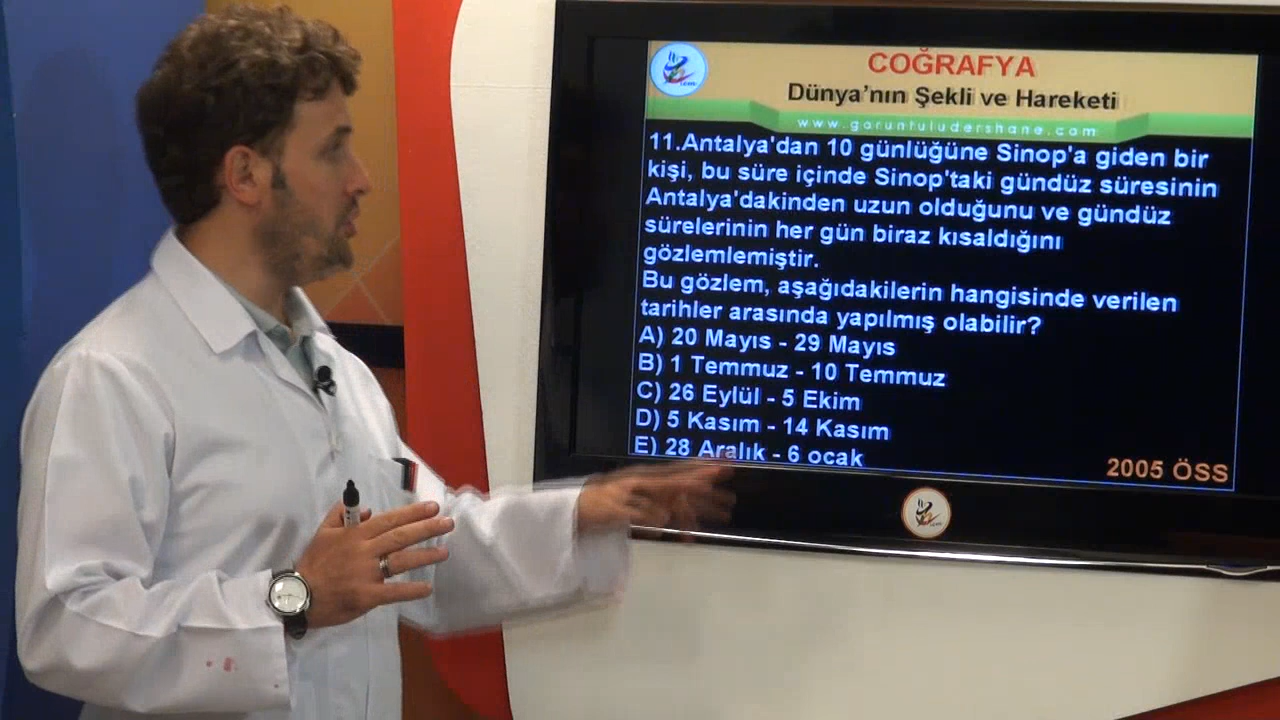 COĞRAFYA
Dünya'nın Şekli ve Hareketi
www.goruntuludershane.com
11.Antalya'dan 10 günlüğüne Sinop'a giden bir
kişi, bu süre içinde Sinop'taki gündüz süresinin
Antalya'dakinden uzun olduğunu ve gündüz
sürelerinin her gün biraz kısaldığını
gözlemlemiştir.
Bu gözlem, aşağıdakilerin hangisinde verilen
tarihler arasında yapılmış olabilir?
A) 20 Mayıs - 29 Mayıs
B) 1 Temmuz - 10 Temmuz
C) 26 Eylül - 5 Ekim
D) 5 Kasım - 14 Kasım
E) 28 Aralık - 6 ocak
2005 ÖSS